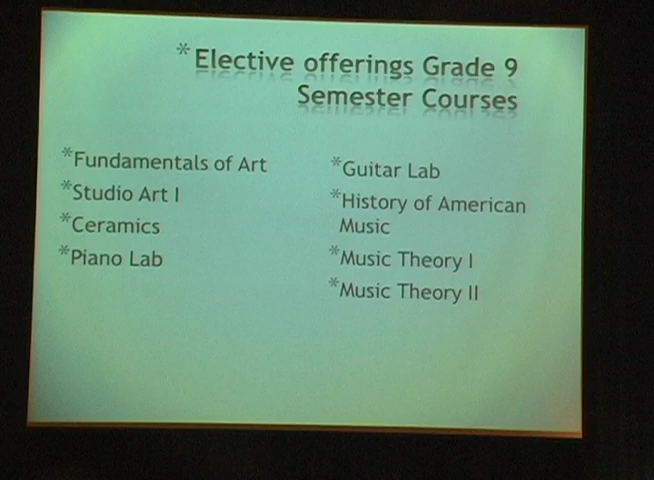 *Elective offerings Grade 9
Semester Courses
*Fundamentals of Art
*Studio Art I
*Ceramics
*Piano Lab
*Guitar Lab
*History of American
Music
*Music Theory I
*Music Theory II